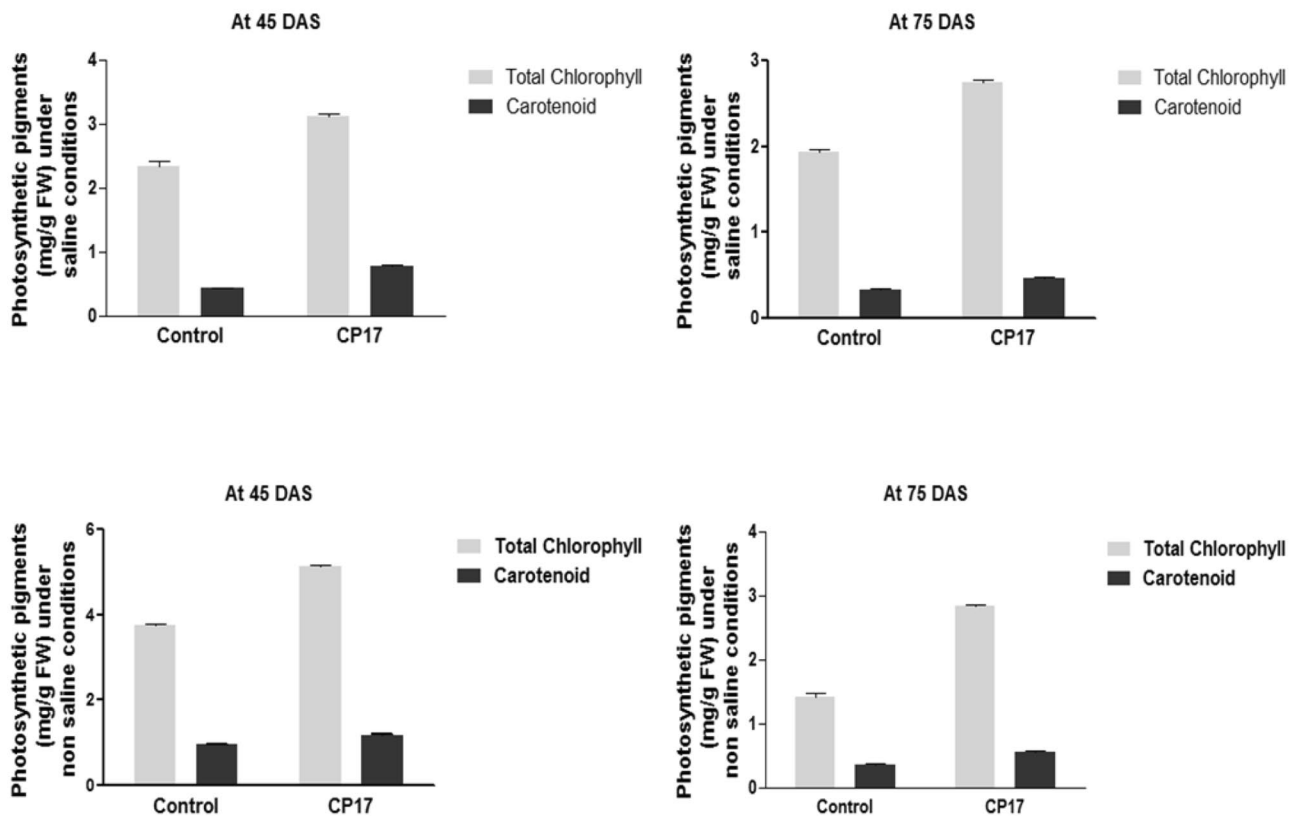 At 45 DAS
Photosynthetic pigments
(mg/g FW) under
saline conditions
4
3
2
1
0
Control
CP17
Total Chlorophyll
Carotenoid
At 75 DAS
Photosynthetic pigments
(mg/g FW) under
saline conditions
3
2
1
0
Control
CP17
Total Chlorophyll
Carotenoid
At 45 DAS
Photosynthetic pigments
(mg/g FW) under
non saline conditions
6
4
2
0
Control
CP17
Total Chlorophyll
Carotenoid
At 75 DAS
Photosynthetic pigments
(mg/g FW) under
non saline conditions
4
3
2
1
0
Control
CP17
Total Chlorophyll
Carotenoid